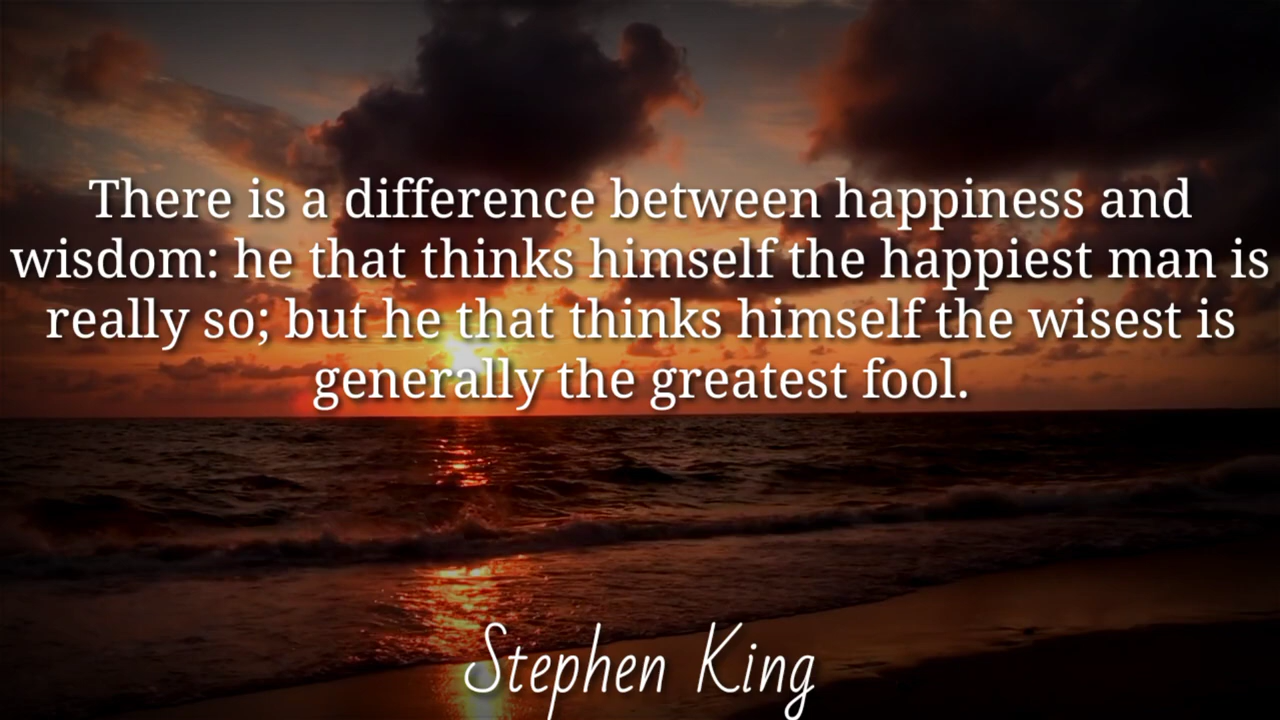 There is a difference between happiness and
wisdom: he that thinks himself the happiest man is
really so; but he that thinks himself the wisest is
generally the greatest fool.
Stephen King